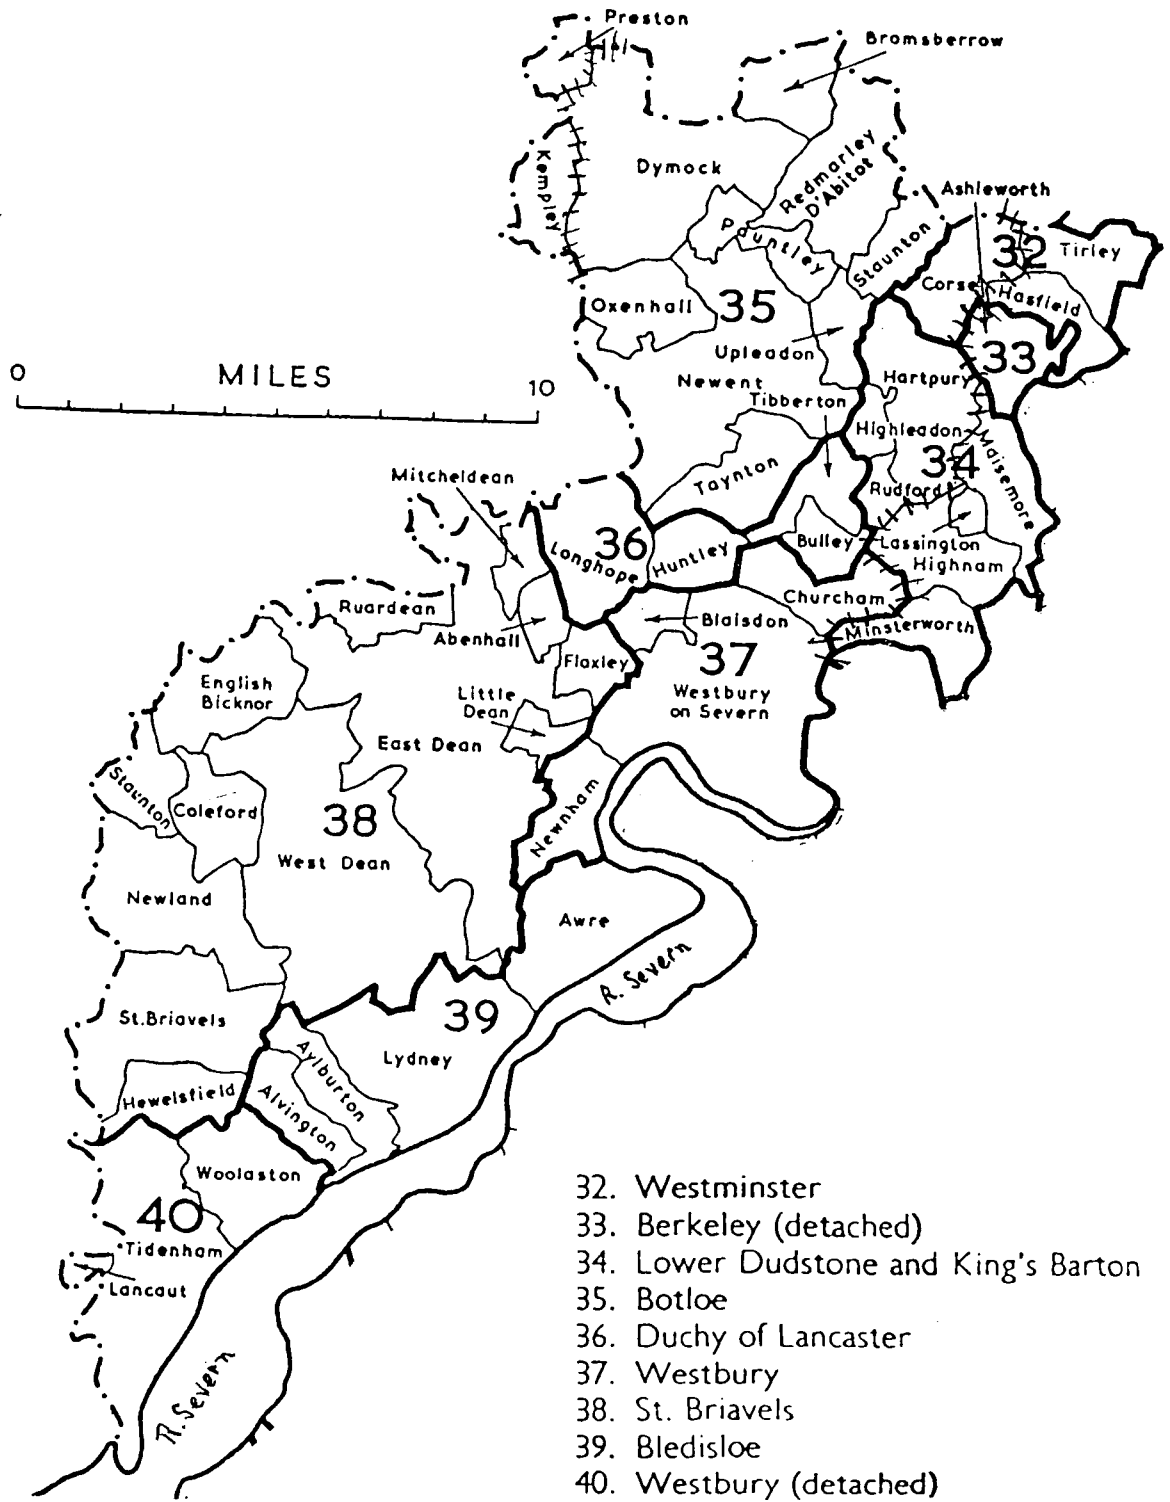 Preston
Bromsberrow
Kempley
Dymock
Redmarley
D'Abitot
Ashleworth
Pauntley
Staunton
32
Tirley
Corse
Hasfield
Oxenhall
35
Upleadon
33
0
MILES
10
Newent
Hartpury
Tibberton
Highleadon
Maisemore
34
Taynton
Mitcheldean
Rudford
36
Longhope
Huntley
Bulley
Lassington
Highnam
Ruardean
Churcham
Abenhall
Blaisdon
Minsterworth
Flaxley
37
English
Bicknor
Little
Dean
Westbury
on Severn
East Dean
Staunton
Coleford
38
Newnham
West Dean
Newland
Awre
R. Severn
St.Briavels
39
Lydney
Aylburton
Hewelsfield
Alvington
Woolaston
40
Tidenham
Lancaut
R. Severn
32. Westminster
33. Berkeley (detached)
34. Lower Dudstone and King's Barton
35. Botloe
36. Duchy of Lancaster
37. Westbury
38. St. Briavels
39. Bledisloe
40. Westbury (detached)